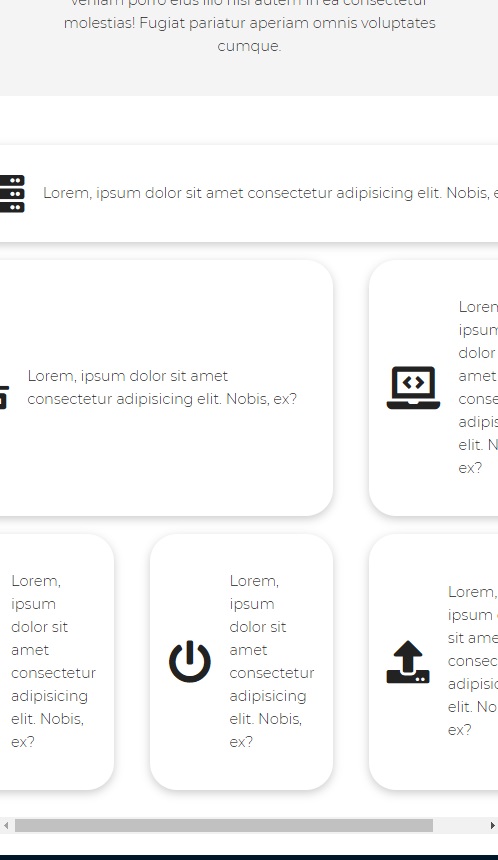 veniam porro eius illo nisi autem in ea consectetur
molestias! Fugiat pariatur aperiam omnis voluptates
cumque.
Lorem, ipsum dolor sit amet consectetur adipisicing elit. Nobis, e
Lorem, ipsum dolor sit amet
consectetur adipisicing elit. Nobis, ex?
Lorem
ipsum
dolor
amet
conse
adipis
elit. N
ex?
Lorem,
ipsum
dolor sit
amet
consectetur
adipisicing
elit. Nobis,
ex?
Lorem,
ipsum
dolor sit
amet
consectetur
adipisicing
elit. Nobis,
ex?
Lorem,
ipsum
sit ame
consec
adipisic
elit. No
ex?